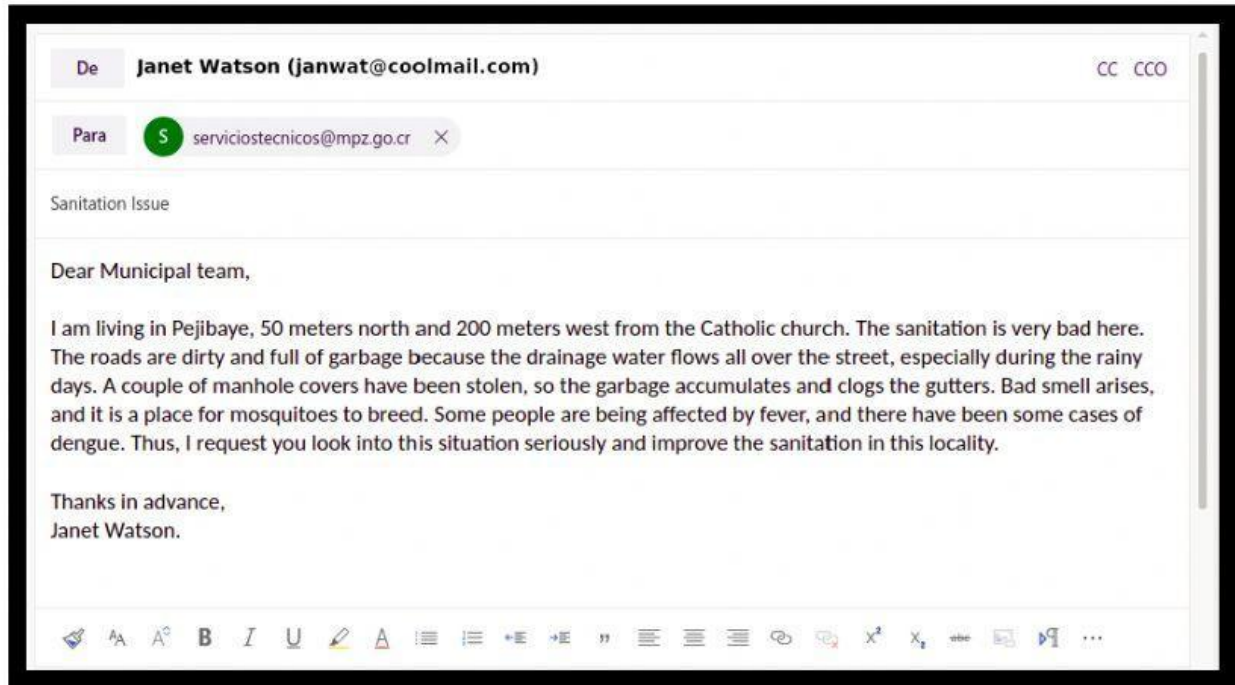 De Janet Watson (janwat@coolmail.com) CC CCO
Para S serviciostecnicos@mpz.go.cr
Sanitation Issue
Dear Municipal team,
I am living in Pejibaye, 50 meters north and 200 meters west from the Catholic church. The sanitation is very bad here.
The roads are dirty and full of garbage because the drainage water flows all over the street, especially during the rainy
days. A couple of manhole covers have been stolen, so the garbage accumulates and clogs the gutters. Bad smell arises,
and it is a place for mosquitoes to breed. Some people are being affected by fever, and there have been some cases of
dengue. Thus, I request you look into this situation seriously and improve the sanitation in this locality.
Thanks in advance,
Janet Watson.
AA A B I U A " X² X₂ abc ¶ ...